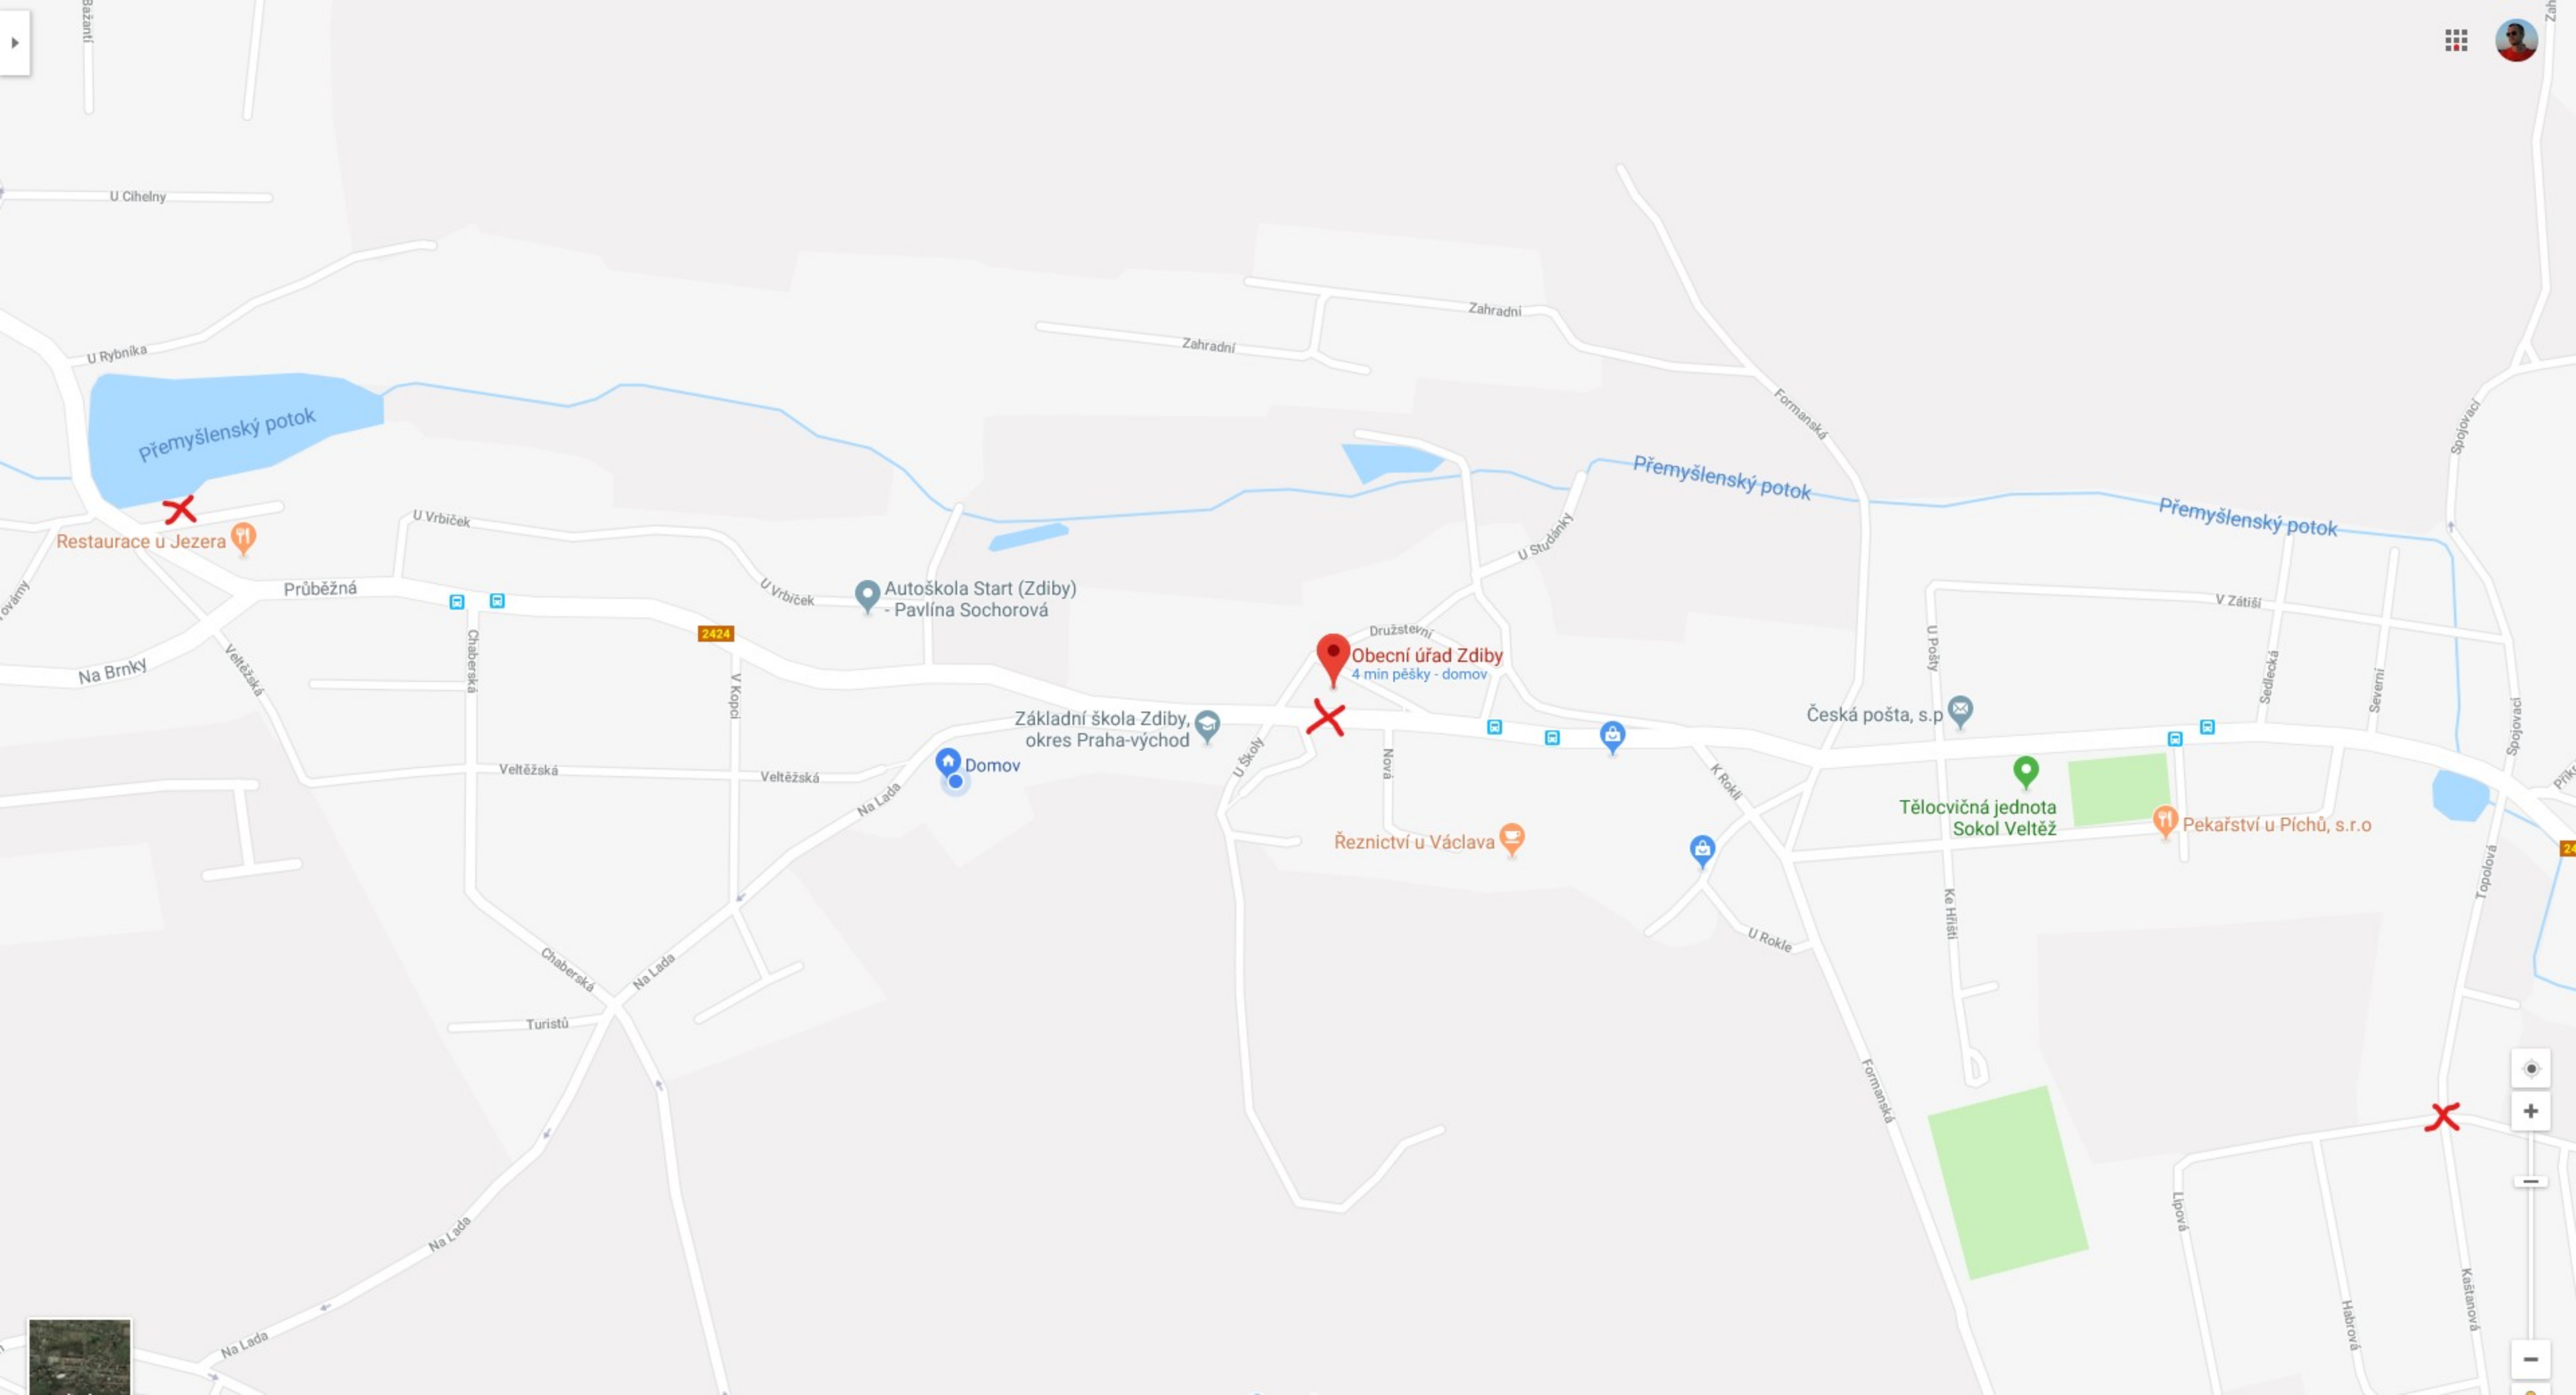 Bažantí
U Cihelny
U Rybníka
Přemyšlenský potok
Restaurace u Jezera
U Vrbiček
Průběžná
Na Brnky
Veltěžská
Chaberská
2424
V Kopci
U Vrbiček
Autoškola Start (Zdiby)
- Pavlína Sochorová
Zahradní
Zahradní
Formanská
Přemyšlenský potok
Přemyšlenský potok
Spojovací
U Studánky
Družstevní
Obecní úřad Zdiby
4 min pěšky - domov
Základní škola Zdiby,
okres Praha-východ
Domov
Veltěžská
Veltěžská
Na Lada
U Školy
Nová
Řeznictví u Václava
K Rokli
U Rokle
Česká pošta, s.p
U Pošty
V Zátiší
Sedlecká
Severní
Spojovací
Tělocvičná jednota
Sokol Veltěž
Pekařství u Píchů, s.r.o
Ke Hřišti
Topolová
Chaberská
Na Lada
Turistů
Na Lada
Na Lada
Formanská
Lipová
Habrová
Kaštanová